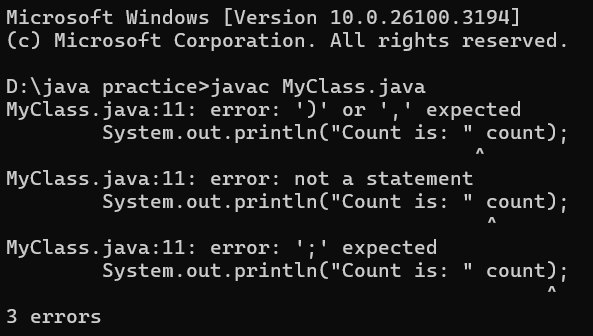 Microsoft Windows [Version 10.0.26100.3194]
(c) Microsoft Corporation. All rights reserved.
D:\java practice>javac MyClass.java
MyClass.java:11: error: ')' or ',' expected
        System.out.println("Count is: " count);
                                       ^
MyClass.java:11: error: not a statement
        System.out.println("Count is: " count);
                                        ^
MyClass.java:11: error: ';' expected
        System.out.println("Count is: " count);
                                             ^
3 errors